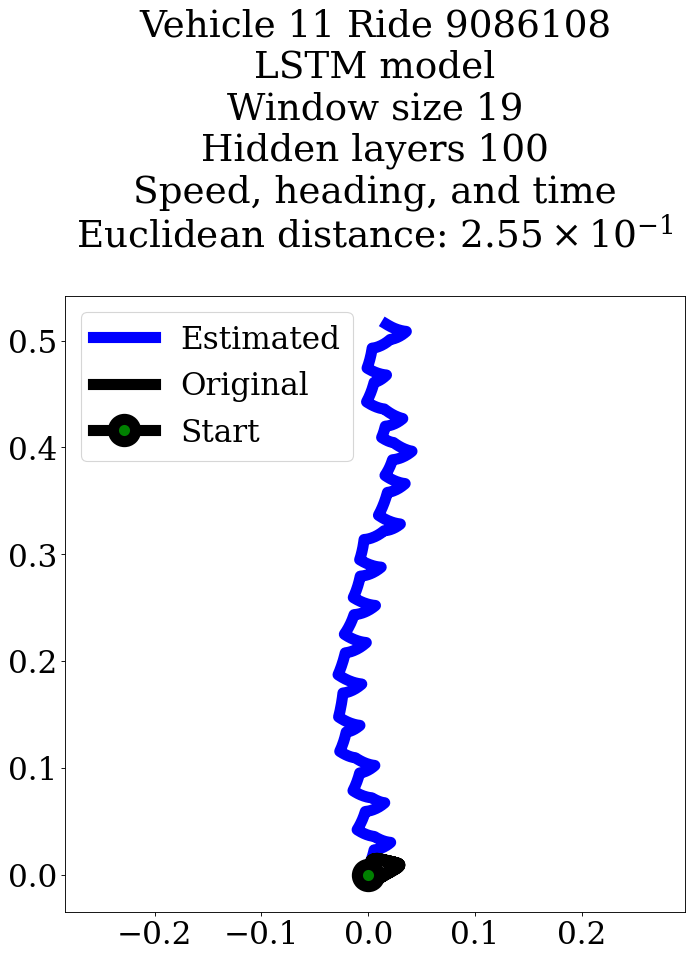 Vehicle 11 Ride 9086108
LSTM model
Window size 19
Hidden layers 100
Speed, heading, and time
Euclidean distance: 2.55 × 10⁻¹
Estimated
Original
Start
0.5
0.4
0.3
0.2
0.1
0.0
−0.2 −0.1 0.0 0.1 0.2